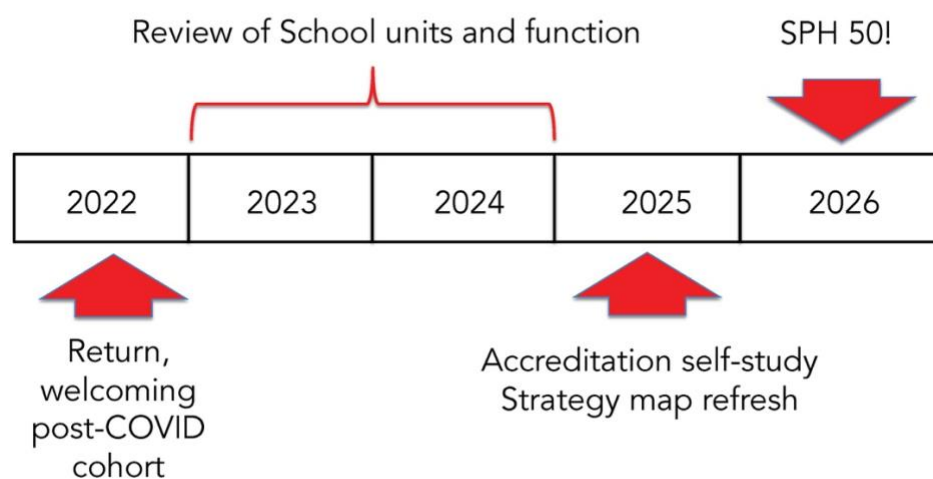 Review of School units and function
SPH 50!
2022
2023
2024
2025
2026
Return,
welcoming
post-COVID
cohort
Accreditation self-study
Strategy map refresh